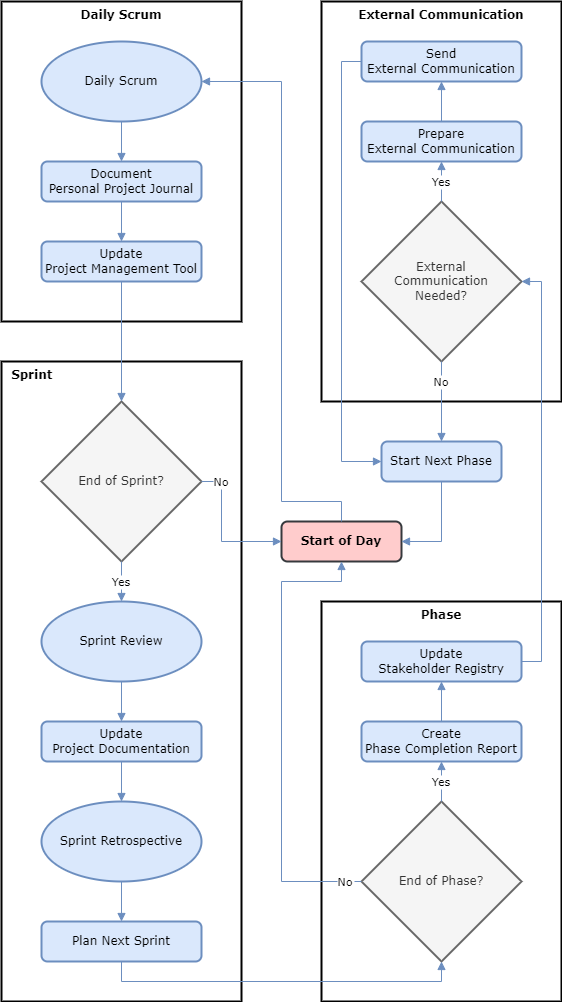 Daily Scrum
Daily Scrum
Document
Personal Project Journal
Update
Project Management Tool
External Communication
Send
External Communication
Prepare
External Communication
Yes
External
Communication
Needed?
No
Start Next Phase
Sprint
End of Sprint?
No
Yes
Start of Day
Sprint Review
Update
Project Documentation
Sprint Retrospective
Plan Next Sprint
Phase
Update
Stakeholder Registry
Create
Phase Completion Report
Yes
End of Phase?
No